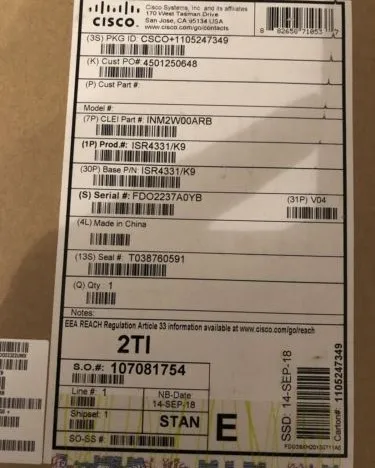 CISCO
Cisco Systems, Inc. and its affiliates
170 West Tasman Drive
San Jose, CA 95134 USA
www.cisco.com/go/contacts
(3S) PKG ID: CSCO+1105247349
(K) Cust PO# 4501250648
(P) Cust Part #:
Model #:
(7P) CLEI Part #: INM2W00ARB
(1P) Prod.#: ISR4331/K9
(30P) Base P/N: ISR4331/K9
(S) Serial #: FDO2237A0YB
(31P) V04
(4L) Made in China
(13S) Seal #: T038760591
(Q) Qty : 1
Notes:
EEA REACH Regulation Article 33 information available at www.cisco.com/go/reach
2TI
S.O.#: 107081754
Line #: 1
NB-Date
14-SEP-18
Shipset: 1
STAN
E
SO-SS #:
SSD: 14-SEP-18
Carton#: 1105247349